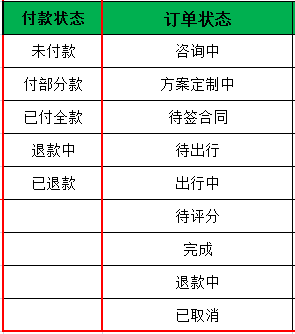 付款状态 订单状态
未付款 咨询中
付部分款 方案定制中
已付全款 待签合同
退款中 待出行
已退款 出行中
待评分
完成
退款中
已取消